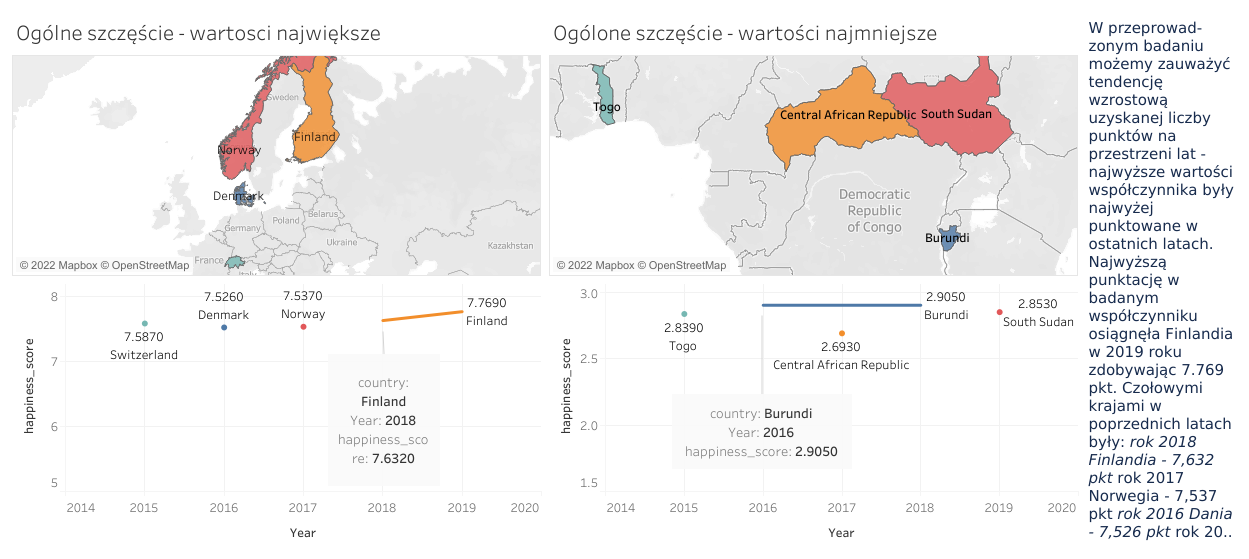 Ogólne szczęście - wartosci największe
Sweden
Norway
Finland
Denmark
Germany
Poland
Belarus
Ukraine
France
Kazakhstan
© 2022 Mapbox © OpenStreetMap
happiness_score
8
7
6
5
7.5870
Switzerland
7.5260
Denmark
7.5370
Norway
7.7690
Finland
country:
Finland
Year: 2018
happiness_sco
re: 7.6320
2014 2015 2016 2017 2018 2019 2020
Year
Ogólone szczęście - wartości najmniejsze
Togo
Central African Republic
South Sudan
Democratic
Republic
of Congo
Burundi
© 2022 Mapbox © OpenStreetMap
happiness_score
3.0
2.5
2.0
1.5
2.8390
Togo
2.6930
Central African Republic
2.9050
Burundi
2.8530
South Sudan
country: Burundi
Year: 2016
happiness_score: 2.9050
2014 2015 2016 2017 2018 2019 2020
Year
W przeprowad-
zonym badaniu
możemy zauważyć
tendencję
wzrostową
uzyskanej liczby
punktów na
przestrzeni lat -
najwyższe wartości
współczynnika były
najwyżej
punktowane w
ostatnich latach.
Najwyższą
punktację w
badanym
współczynniku
osiągnęła Finlandia
w 2019 roku
zdobywając 7.769
pkt. Czołowymi
krajami w
poprzednich latach
były: rok 2018
Finlandia - 7,632
pkt rok 2017
Norwegia - 7,537
pkt rok 2016 Dania
- 7,526 pkt rok 20..